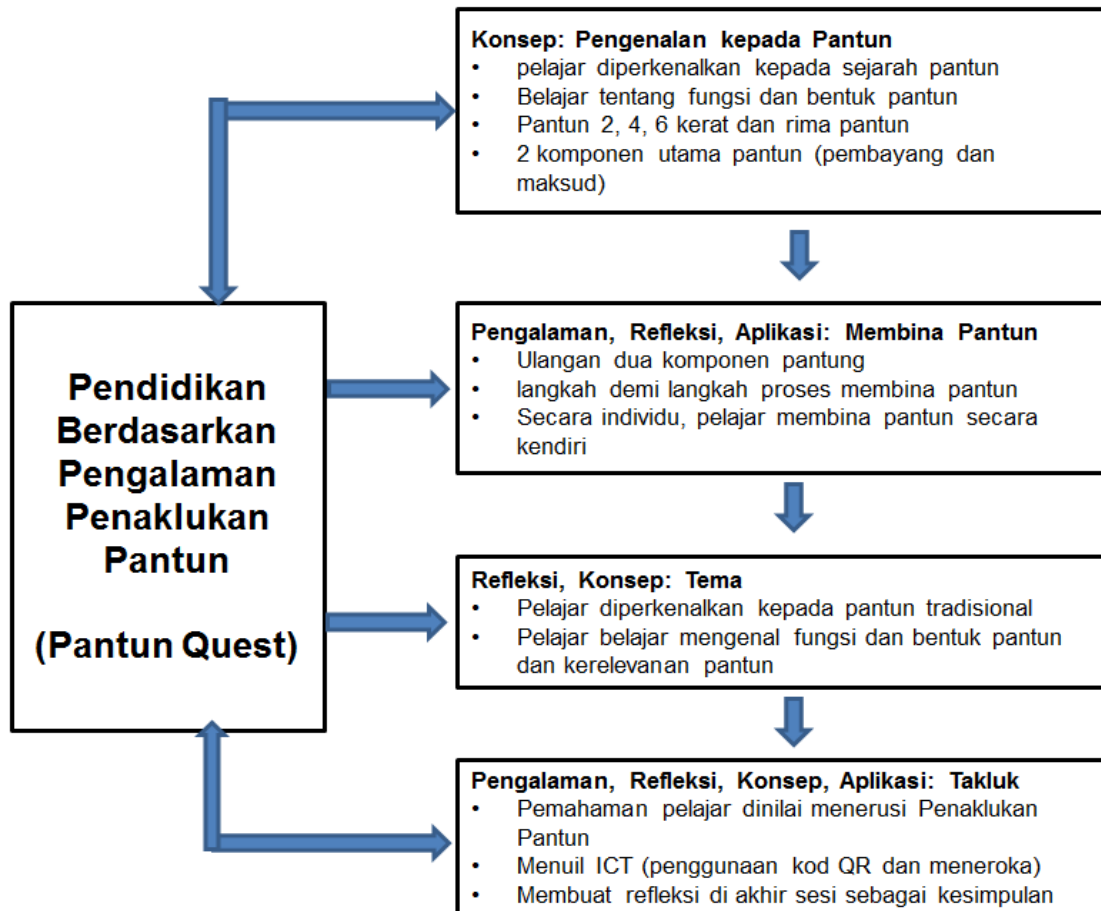 Konsep: Pengenalan kepada Pantun
• pelajar diperkenalkan kepada sejarah pantun
• Belajar tentang fungsi dan bentuk pantun
• Pantun 2, 4, 6 kerat dan rima pantun
• 2 komponen utama pantun (pembayang dan
maksud)
Pendidikan
Berdasarkan
Pengalaman
Penaklukan
Pantun
(Pantun Quest)
Pengalaman, Refleksi, Aplikasi: Membina Pantun
• Ulangan dua komponen pantung
• langkah demi langkah proses membina pantun
• Secara individu, pelajar membina pantun secara
kendiri
Refleksi, Konsep: Tema
• Pelajar diperkenalkan kepada pantun tradisional
• Pelajar belajar mengenal fungsi dan bentuk pantun
dan kerelevanan pantun
Pengalaman, Refleksi, Konsep, Aplikasi: Takluk
• Pemahaman pelajar dinilai menerusi Penaklukan
Pantun
• Menuil ICT (penggunaan kod QR dan meneroka)
• Membuat refleksi di akhir sesi sebagai kesimpulan